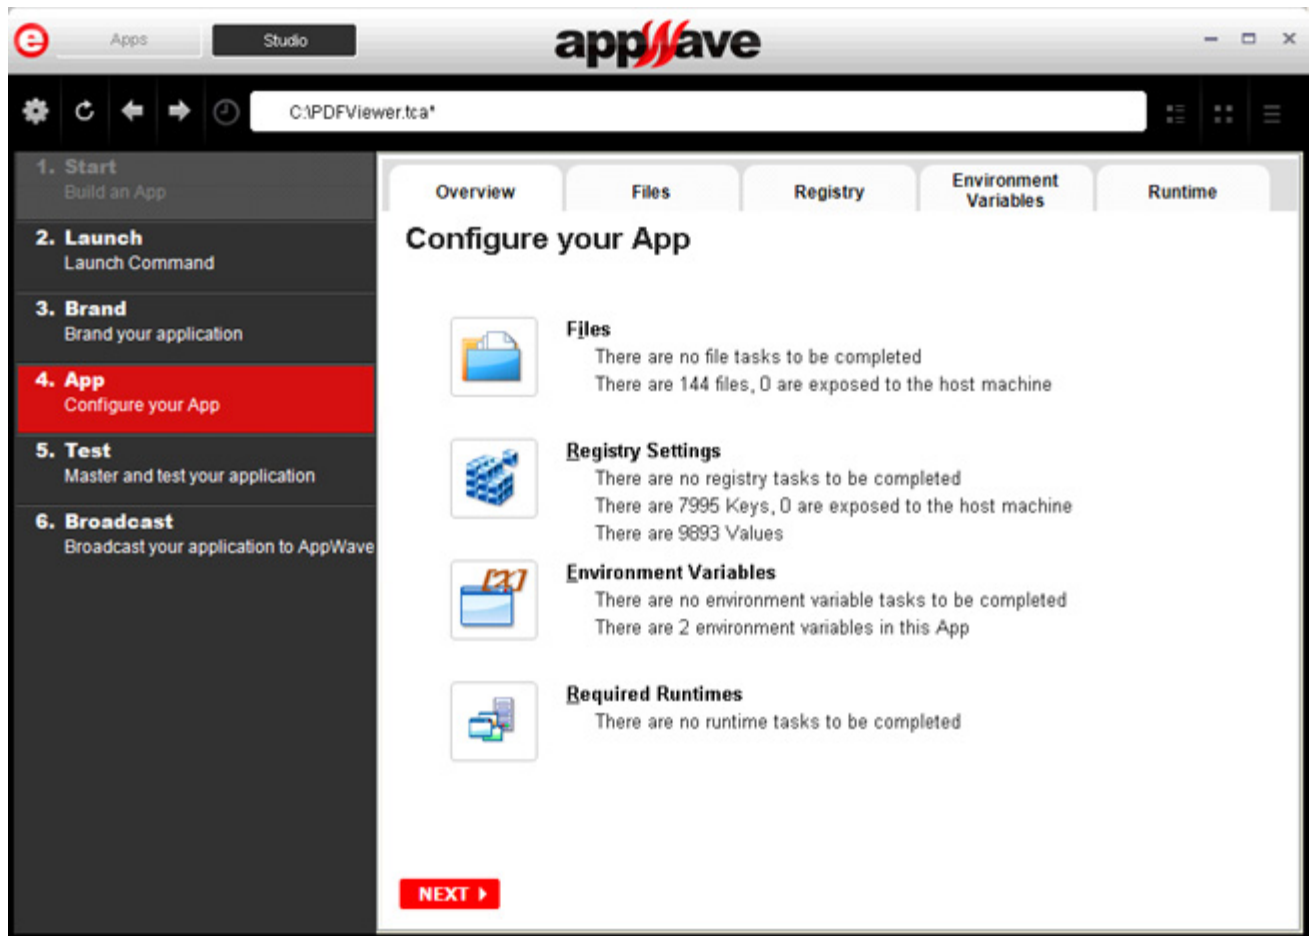 e
Apps
Studio
appWave
C:\PDFViewer.tca*
1. Start
Build an App
2. Launch
Launch Command
3. Brand
Brand your application
4. App
Configure your App
5. Test
Master and test your application
6. Broadcast
Broadcast your application to AppWave
Overview
Files
Registry
Environment
Variables
Runtime
Configure your App
Files
There are no file tasks to be completed
There are 144 files, 0 are exposed to the host machine
Registry Settings
There are no registry tasks to be completed
There are 7995 Keys, 0 are exposed to the host machine
There are 9893 Values
[X]
Environment Variables
There are no environment variable tasks to be completed
There are 2 environment variables in this App
Required Runtimes
There are no runtime tasks to be completed
NEXT